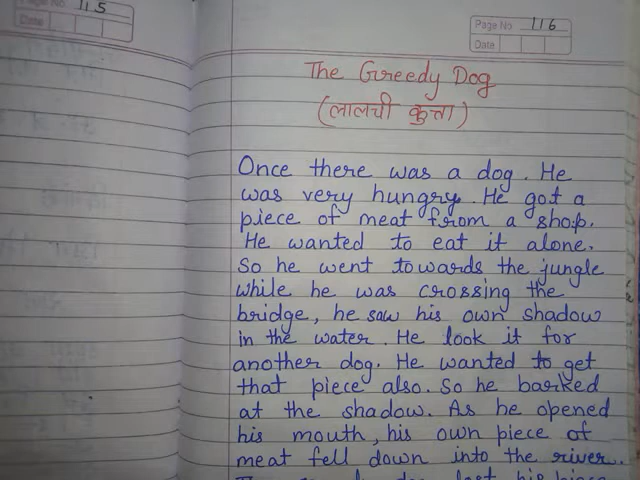 Page No. 115
Date
Page No 116
Date
The Greedy Dog
(लालची कुत्ता)
Once there was a dog. He
was very hungry. He got a
piece of meat from a shop.
He wanted to eat it alone.
So he went towards the jungle
while he was crossing the
bridge, he saw his own shadow
in the water. He look it for
another dog. He wanted to get
that piece also. So he barked
at the shadow. As he opened
his mouth, his own piece of
meat fell down into the river.